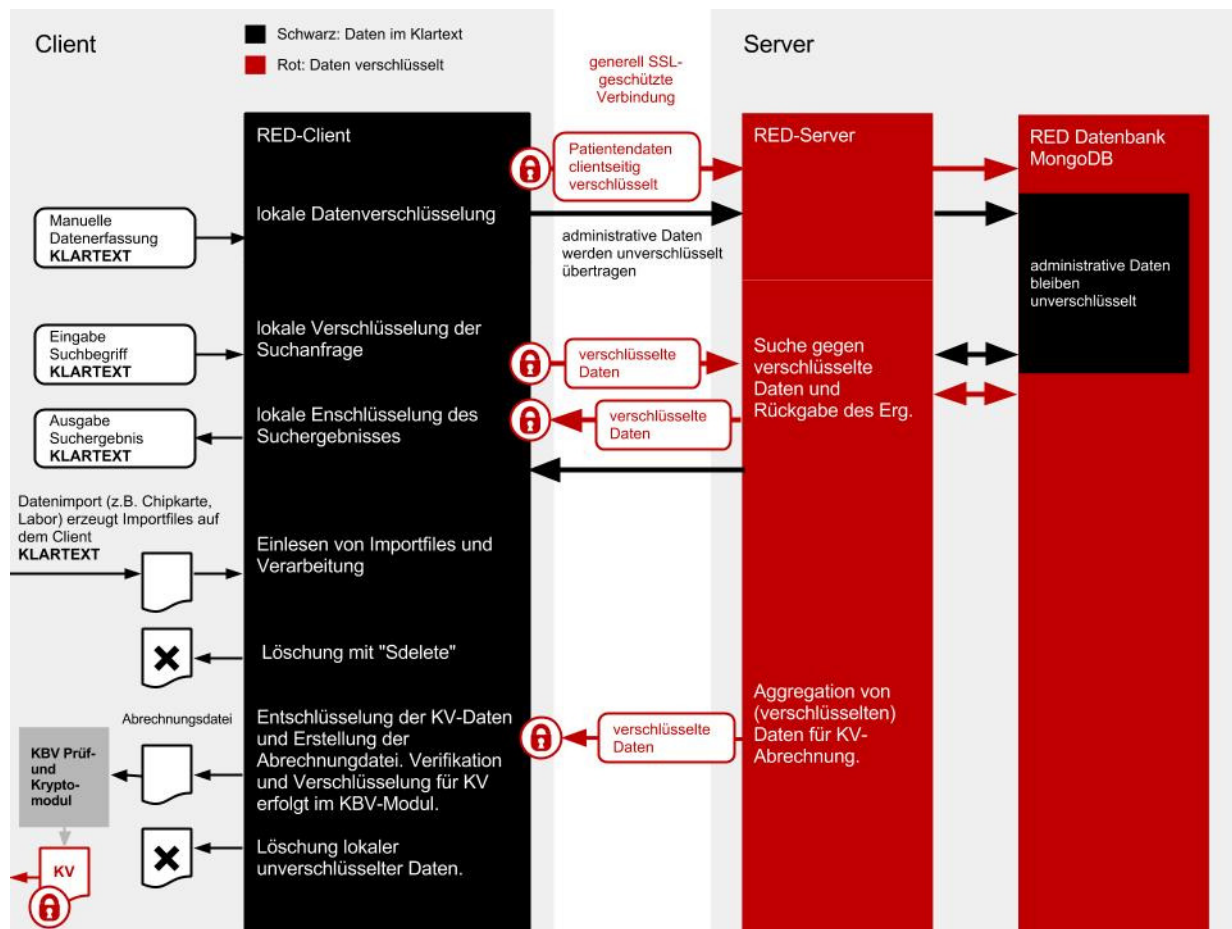 Client
Schwarz: Daten im Klartext
Rot: Daten verschlüsselt
generell SSL-
geschützte
Verbindung
Server
RED-Client
Patientendaten
clientseitig
verschlüsselt
RED-Server
RED Datenbank
MongoDB
Manuelle
Datenerfassung
KLARTEXT
lokale Datenverschlüsselung
administrative Daten
werden unverschlüsselt
übertragen
administrative Daten
bleiben
unverschlüsselt
Eingabe
Suchbegriff
KLARTEXT
lokale Verschlüsselung der
Suchanfrage
verschlüsselte
Daten
Suche gegen
verschlüsselte
Daten und
Rückgabe des Erg.
Ausgabe
Suchergebnis
KLARTEXT
lokale Enschlüsselung des
Suchergebnisses
verschlüsselte
Daten
Datenimport (z.B. Chipkarte,
Labor) erzeugt Importfiles auf
dem Client
KLARTEXT
Einlesen von Importfiles und
Verarbeitung
Löschung mit "Sdelete"
Abrechnungsdatei
Entschlüsselung der KV-Daten
und Erstellung der
Abrechnungdatei. Verifikation
und Verschlüsselung für KV
erfolgt im KBV-Modul.
verschlüsselte
Daten
Aggregation von
(verschlüsselten)
Daten für KV-
Abrechnung.
KBV Prüf-
und
Krypto-
modul
Löschung lokaler
unverschlüsselter Daten.
KV